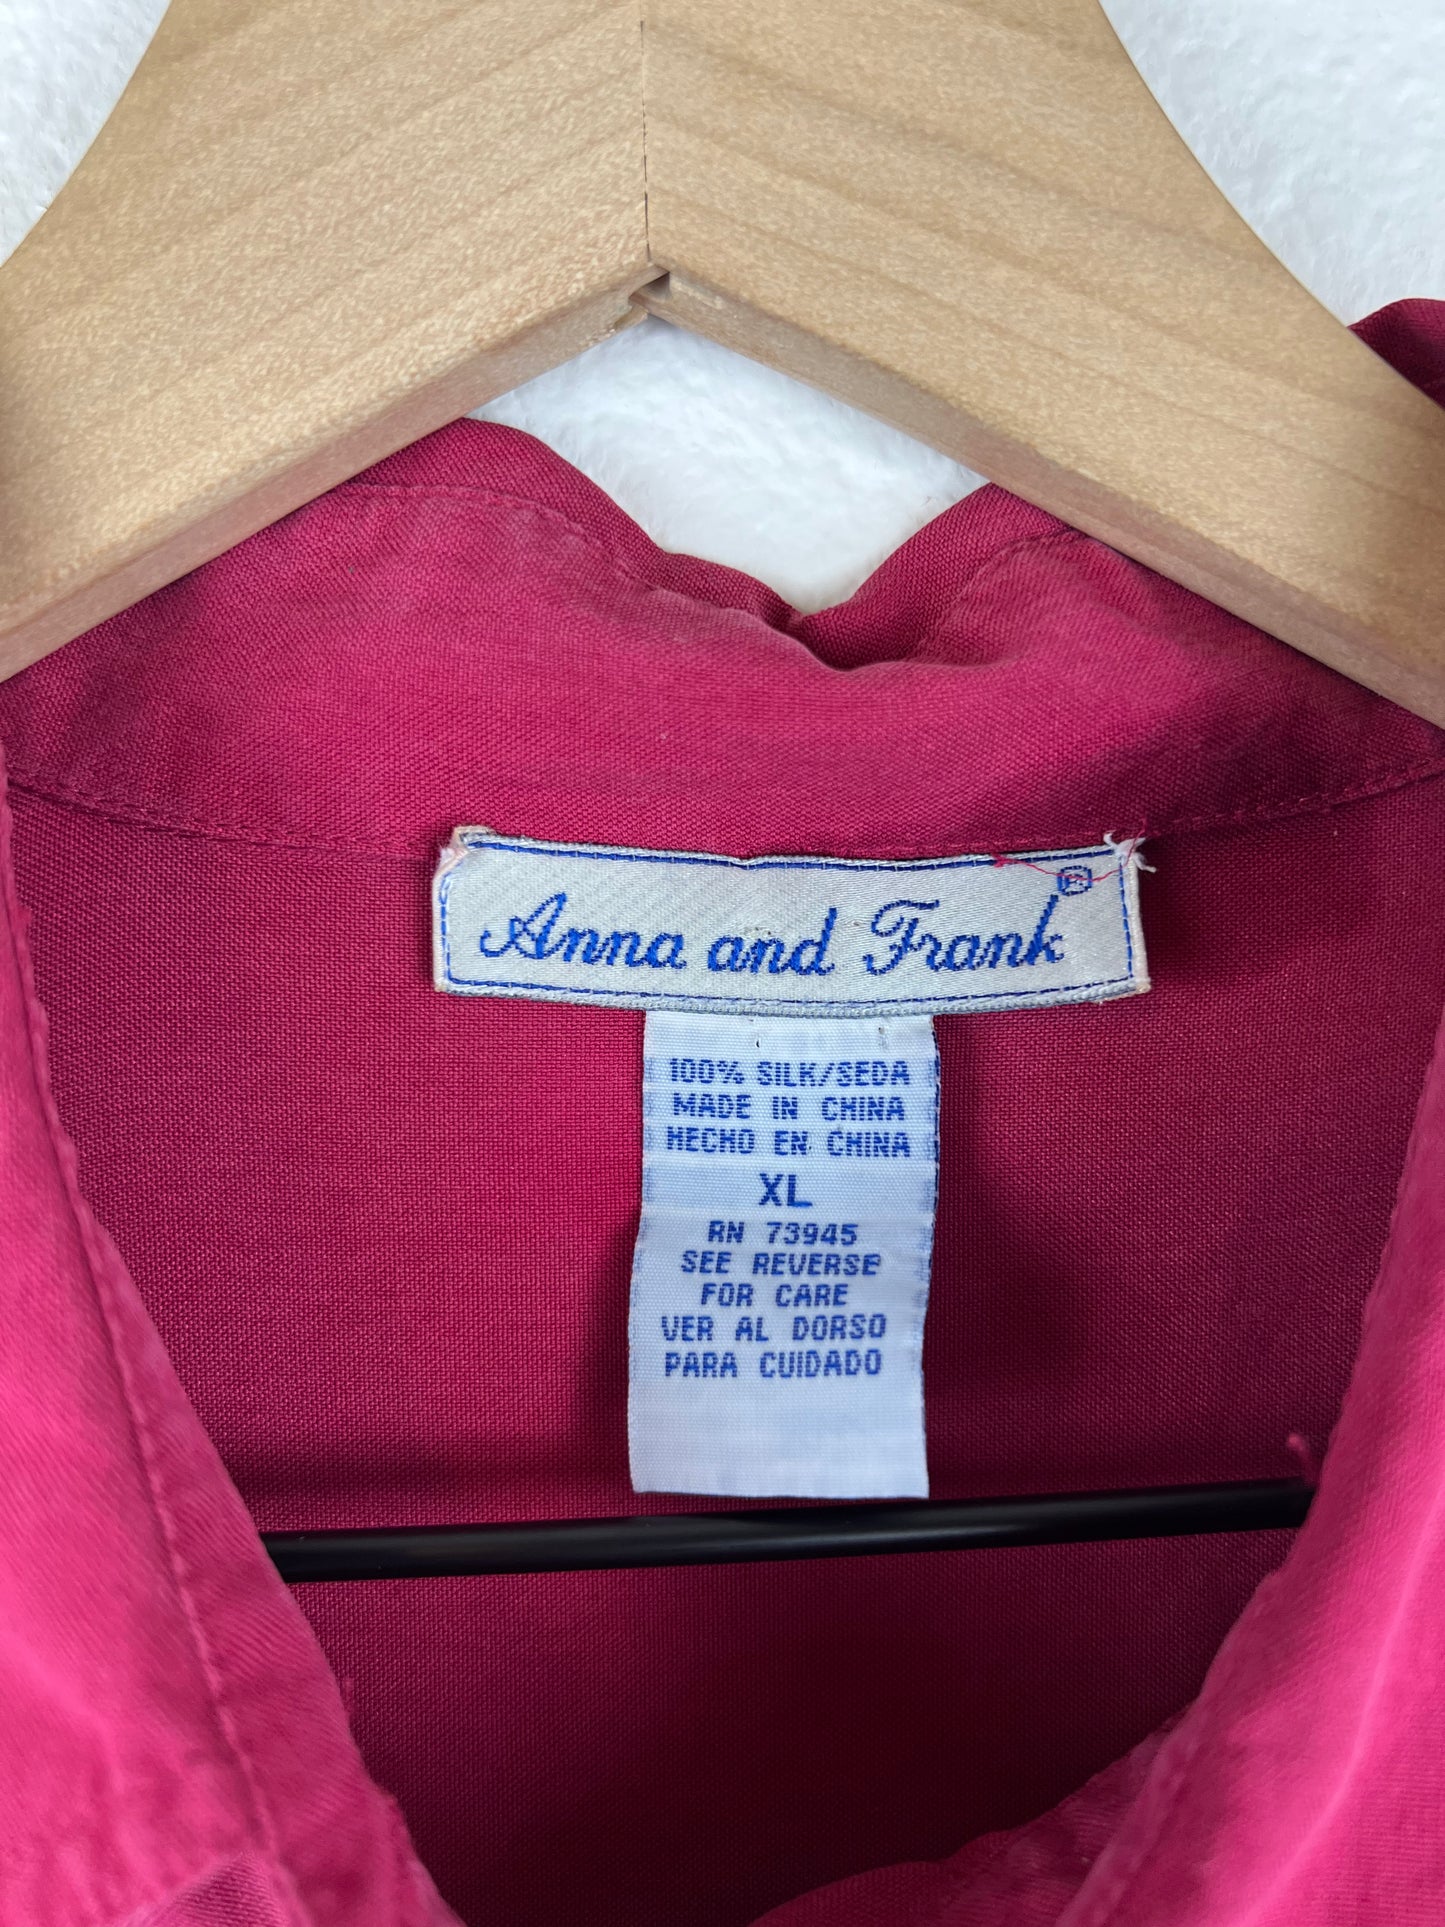 Anna and Frank®
100% SILK/SEDA
MADE IN CHINA
HECHO EN CHINA
XL
RN 73945
SEE REVERSE
FOR CARE
VER AL DORSO
PARA CUIDADO